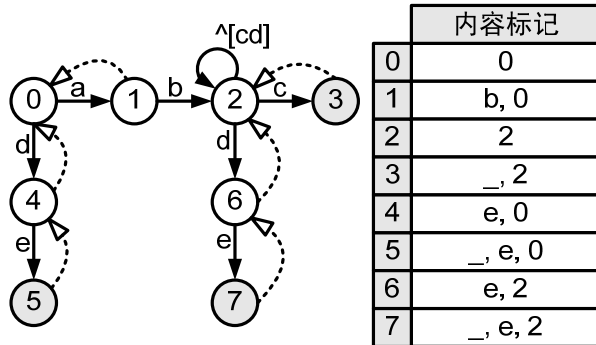 ^[cd]
0 a 1 b 2 c 3
d d
4 6
e e
5 7
内容标记
0 0
1 b, 0
2 2
3 _, 2
4 e, 0
5 _, e, 0
6 e, 2
7 _, e, 2